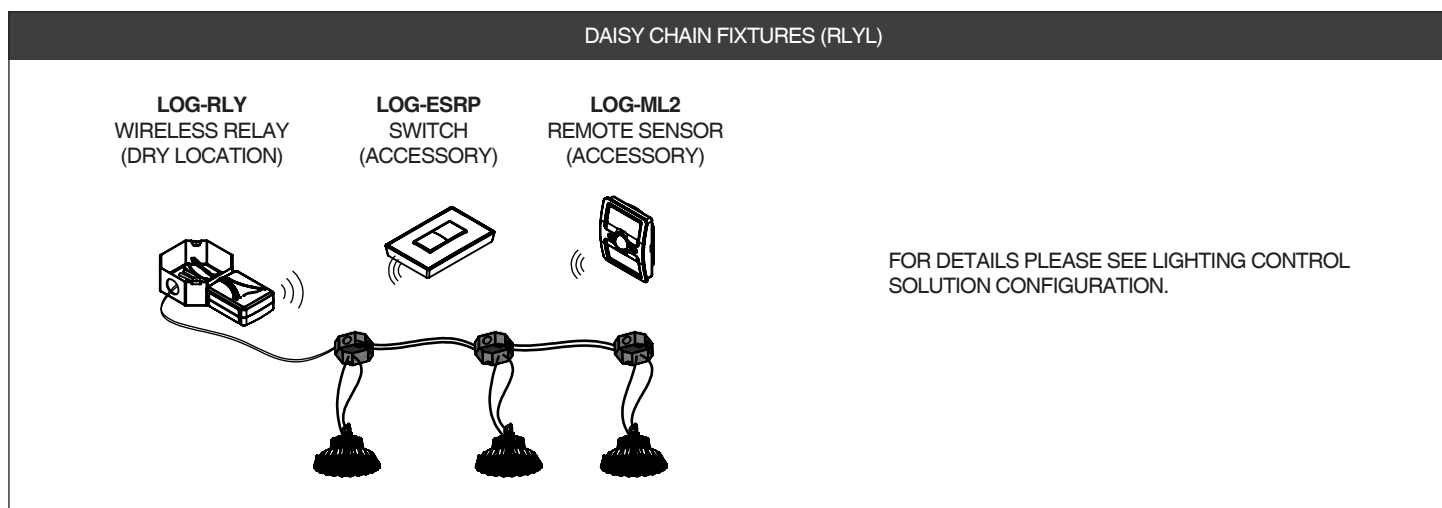 DAISY CHAIN FIXTURES (RLYL)
LOG-RLY
WIRELESS RELAY
(DRY LOCATION)
LOG-ESRP
SWITCH
(ACCESSORY)
LOG-ML2
REMOTE SENSOR
(ACCESSORY)
FOR DETAILS PLEASE SEE LIGHTING CONTROL
SOLUTION CONFIGURATION.